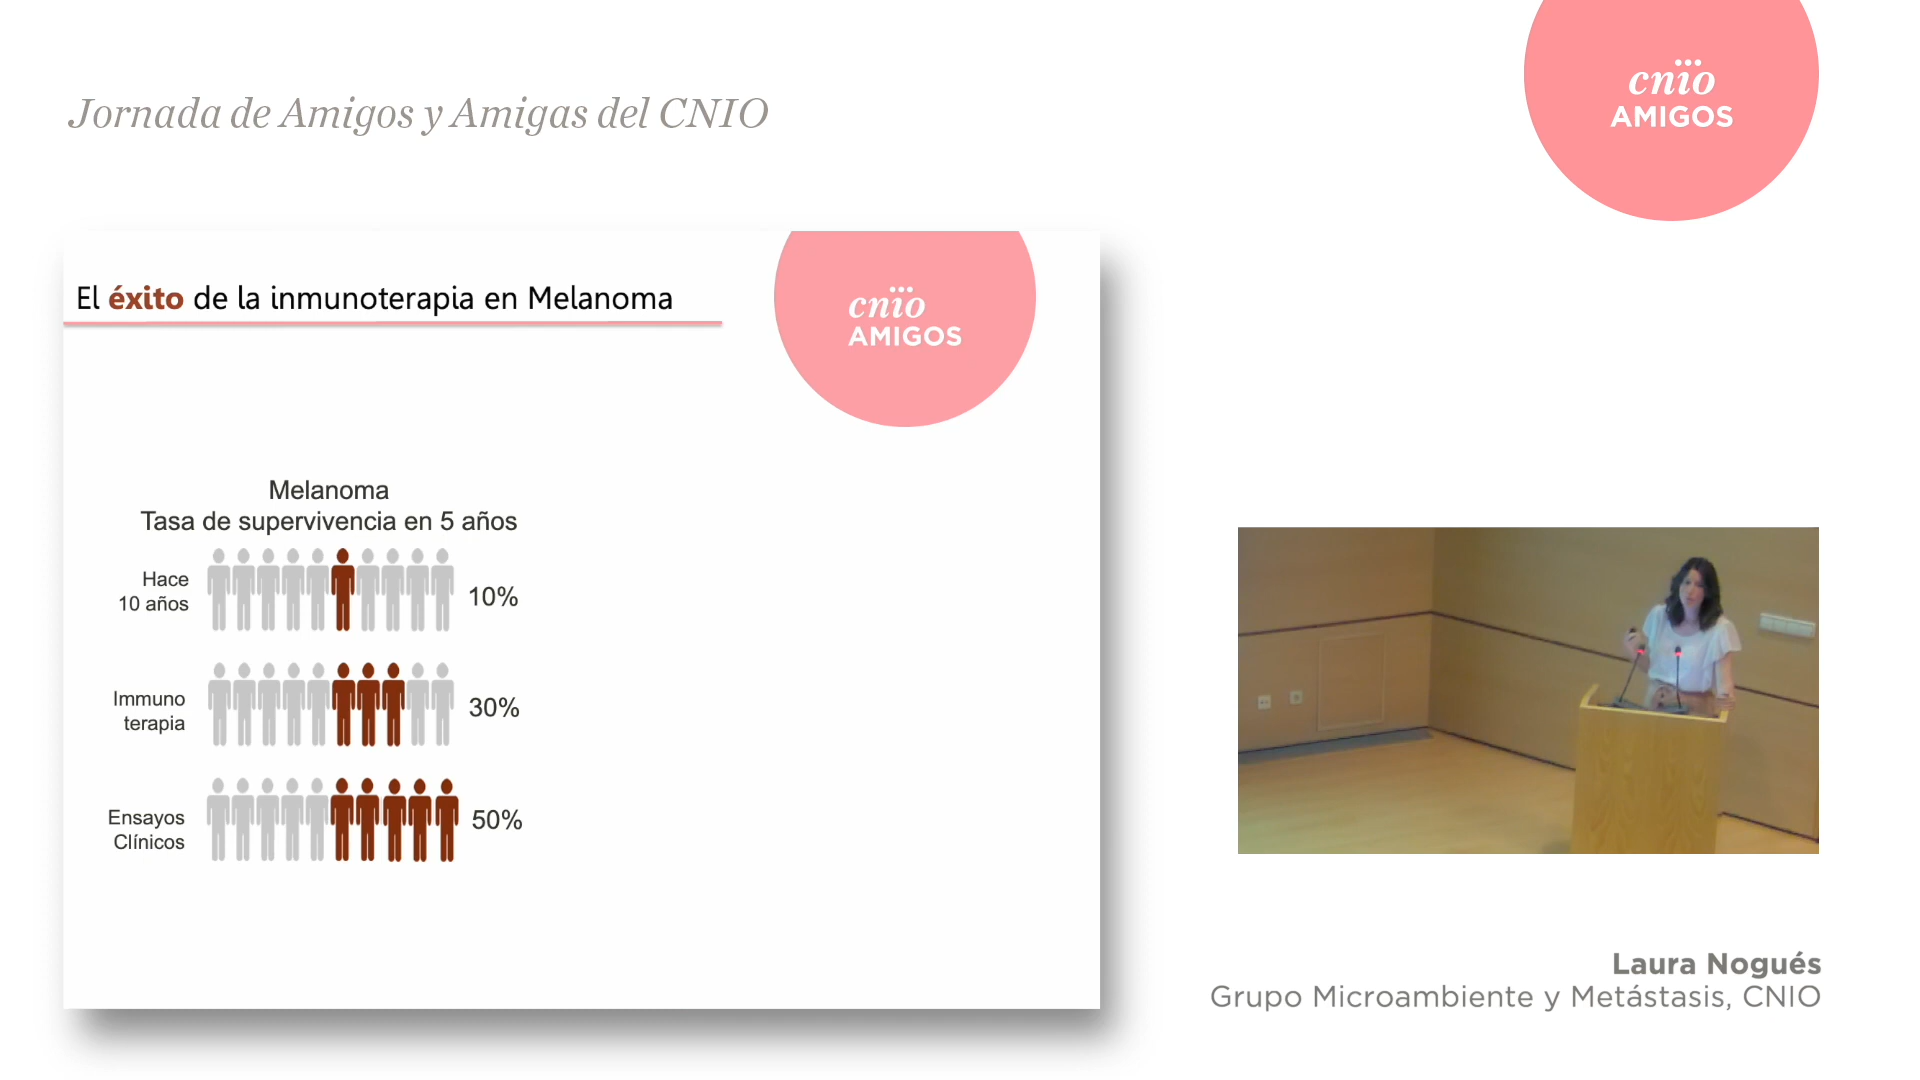 Jornada de Amigos y Amigas del CNIO
cnio
AMIGOS
El éxito de la inmunoterapia en Melanoma
cnio
AMIGOS
Melanoma
Tasa de supervivencia en 5 años
Hace
10 años
10%
Immuno
terapia
30%
Ensayos
Clínicos
50%
Laura Nogués
Grupo Microambiente y Metástasis, CNIO